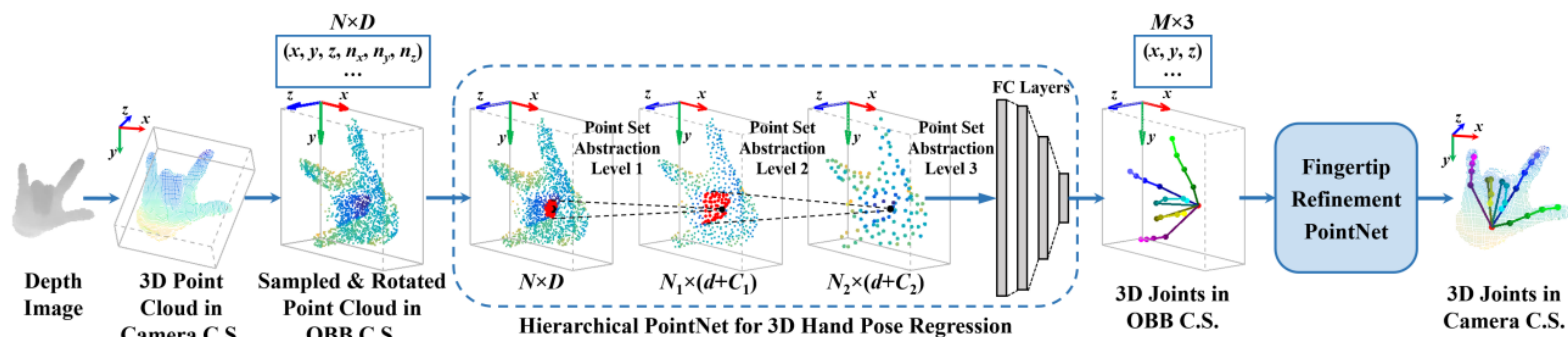 N×D
(x, y, z, nx, ny, nz)
...
M×3
(x, y, z)
...
FC Layers
z
x
y
z
x
y
z
x
y
z
x
y
z
x
y
z
x
y
z
x
y
Point Set
Abstraction
Level 1
Point Set
Abstraction
Level 2
Point Set
Abstraction
Level 3
Fingertip
Refinement
PointNet
Depth
Image
3D Point
Cloud in
Camera C.S.
Sampled & Rotated
Point Cloud in
OBB C.S.
N×D
N1×(d+C1)
N2×(d+C2)
Hierarchical PointNet for 3D Hand Pose Regression
3D Joints in
OBB C.S.
3D Joints in
Camera C.S.